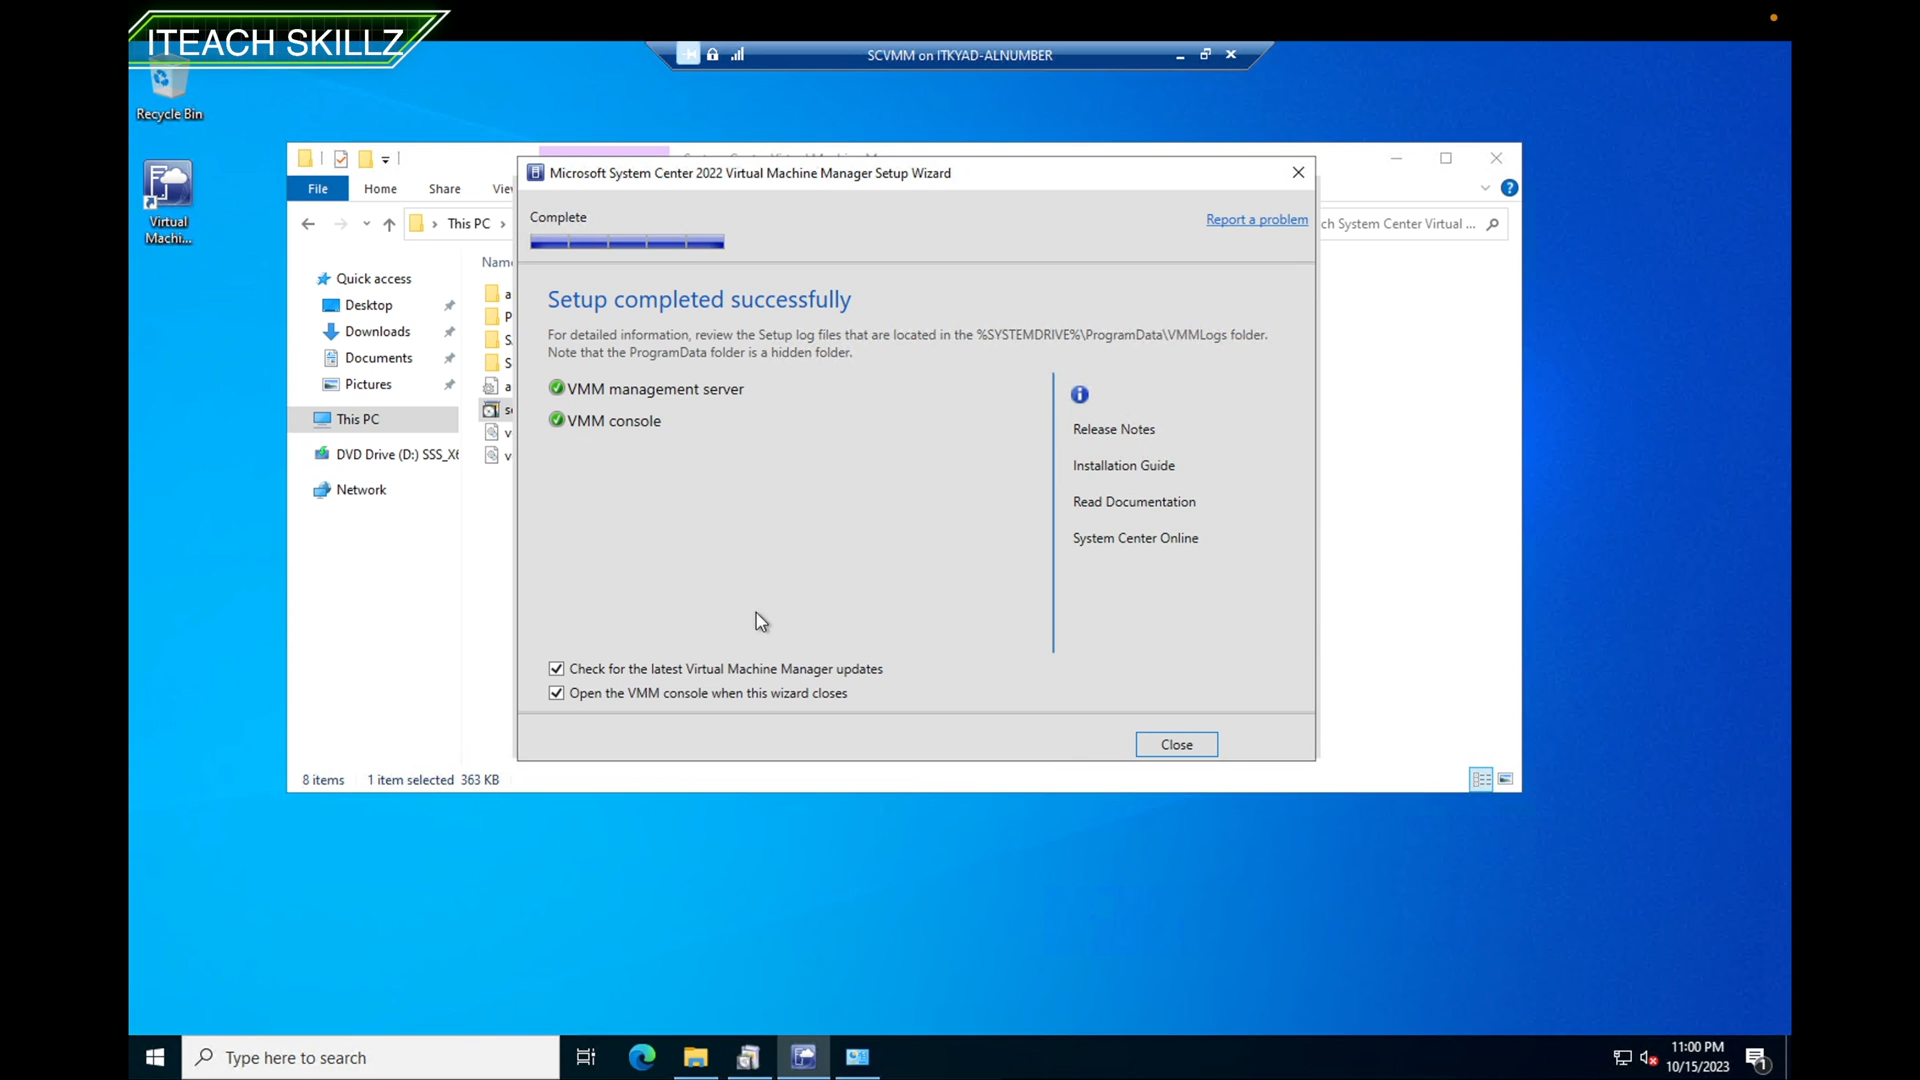 ITEACH SKILLZ
SCVMM on ITKYAD-ALNUMBER
Recycle Bin
Virtual
Machi...
Microsoft System Center 2022 Virtual Machine Manager Setup Wizard
File
Home
Share
Complete
Report a problem
This PC
ch System Center Virtual ...
Quick access
Desktop
Downloads
Documents
Pictures
This PC
DVD Drive (D:) SSS_X6
Network
Setup completed successfully
For detailed information, review the Setup log files that are located in the %SYSTEMDRIVE%\ProgramData\VMMLogs folder.
Note that the ProgramData folder is a hidden folder.
VMM management server
VMM console
Release Notes
Installation Guide
Read Documentation
System Center Online
Check for the latest Virtual Machine Manager updates
Open the VMM console when this wizard closes
Close
8 items
1 item selected 363 KB
Type here to search
11:00 PM
10/15/2023
1